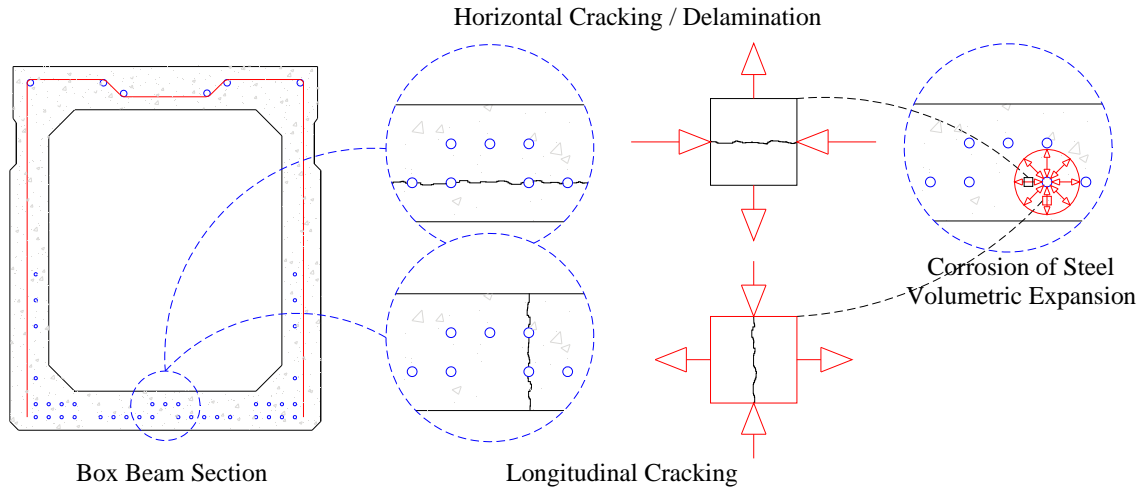 Horizontal Cracking / Delamination
Corrosion of Steel
Volumetric Expansion
Box Beam Section
Longitudinal Cracking